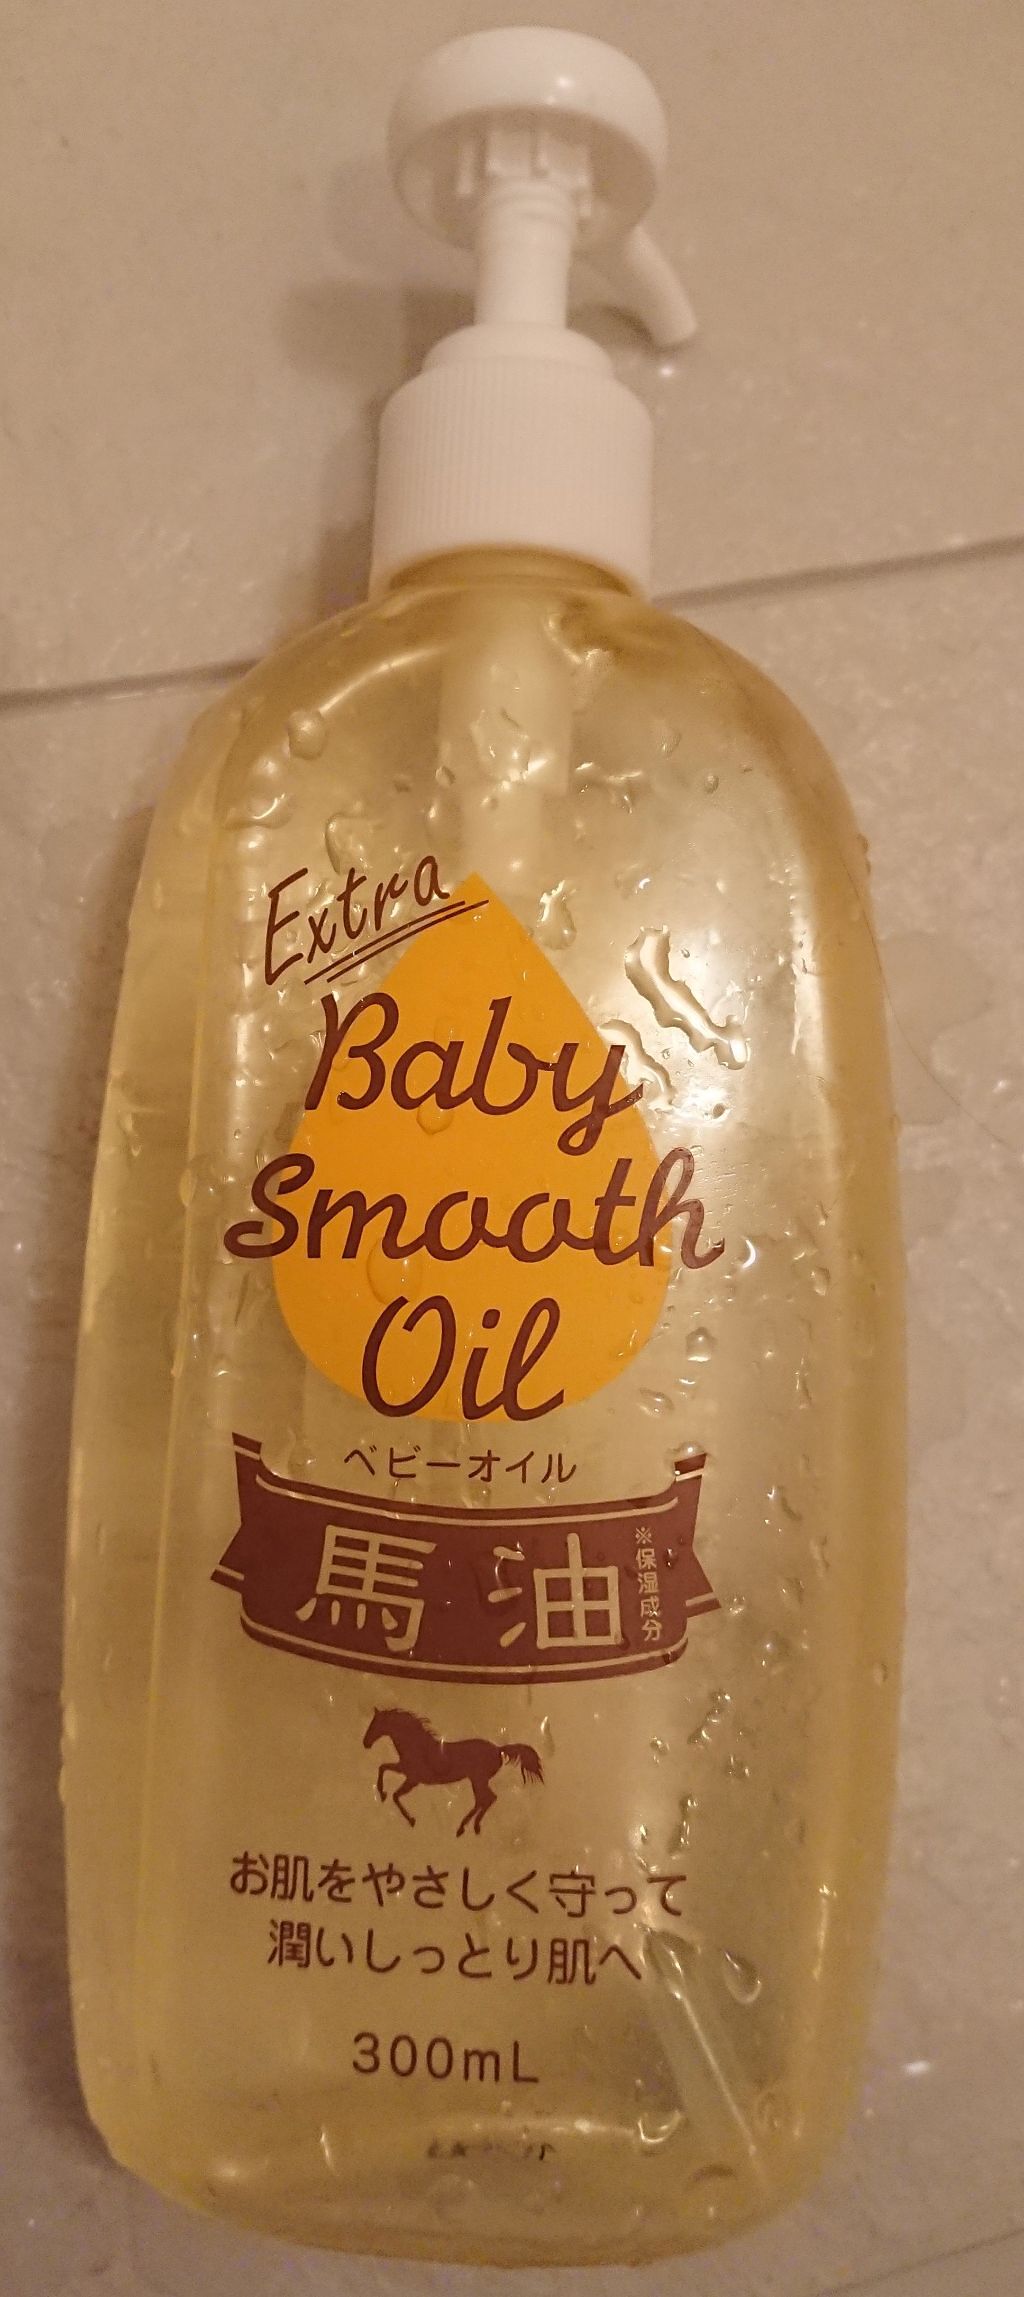 Extra
Baby
Smooth
Oil
ベビーオイル
馬油
※保湿成分
お肌をやさしく守って
潤いしっとり肌へ
300mL